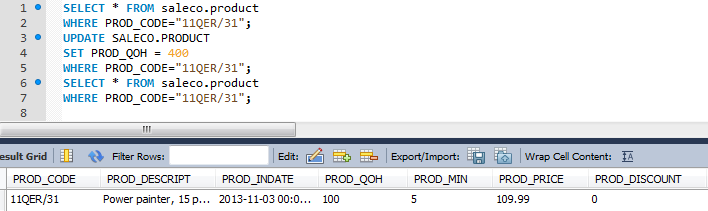 1 SELECT * FROM saleco.product
2 WHERE PROD_CODE="11QER/31";
3 UPDATE SALECO.PRODUCT
4 SET PROD_QOH = 400
5 WHERE PROD_CODE="11QER/31";
6 SELECT * FROM saleco.product
7 WHERE PROD_CODE="11QER/31";
8
esult Grid Filter Rows: Edit: Export/Import: Wrap Cell Content:
PROD_CODE PROD_DESCRIPT PROD_INDATE PROD_QOH PROD_MIN PROD_PRICE PROD_DISCOUNT
11QER/31 Power painter, 15 p... 2013-11-03 00:0... 100 5 109.99 0